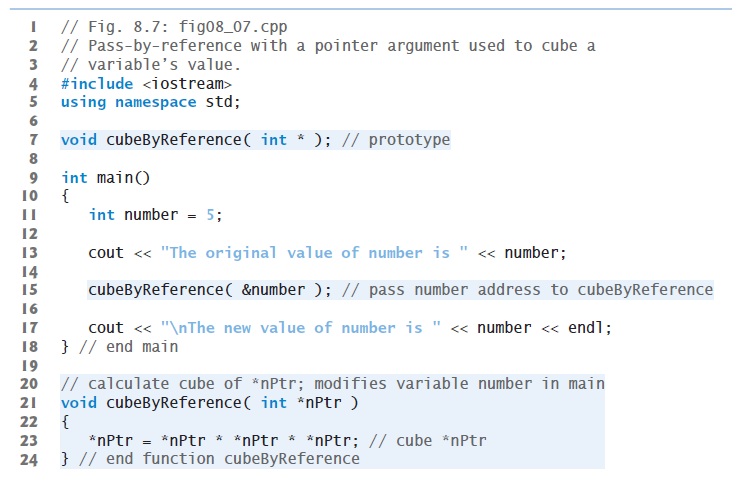 1 // Fig. 8.7: fig08_07.cpp
2 // Pass-by-reference with a pointer argument used to cube a
3 // variable’s value.
4 #include <iostream>
5 using namespace std;
6
7 void cubeByReference( int * ); // prototype
8
9 int main()
10 {
11    int number = 5;
12
13    cout << "The original value of number is " << number;
14
15    cubeByReference( &number ); // pass number address to cubeByReference
16
17    cout << "\nThe new value of number is " << number << endl;
18 } // end main
19
20 // calculate cube of *nPtr; modifies variable number in main
21 void cubeByReference( int *nPtr )
22 {
23    *nPtr = *nPtr * *nPtr * *nPtr; // cube *nPtr
24 } // end function cubeByReference